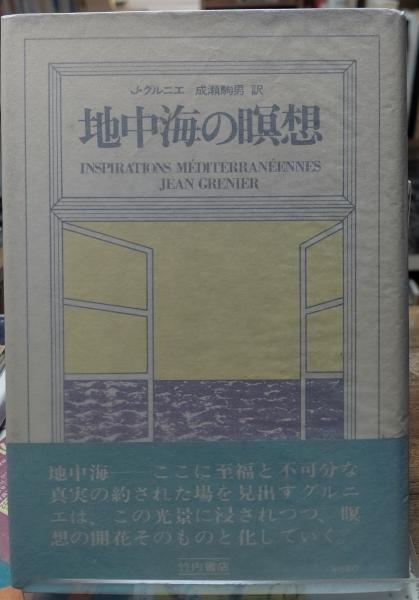 J・グルニエ 成瀬駒男 訳
地中海の瞑想
INSPIRATIONS MÉDITERRANÉENNES
JEAN GRENIER
地中海——ここに至福と不可分な
真実の約された場を見出すグルニ
エは、この光景に浸されつつ、瞑
想の開花そのものと化していく。
竹内書店